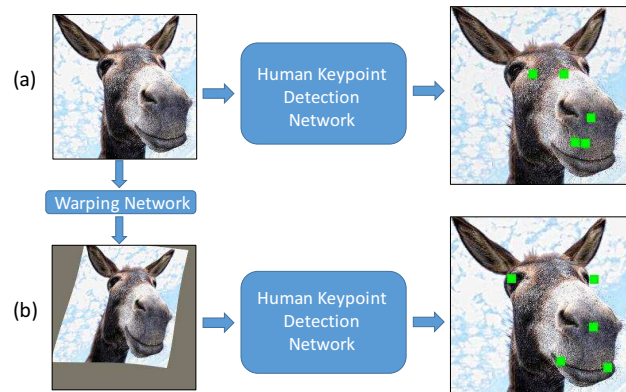 (a)
Human Keypoint
Detection
Network
Warping Network
(b)
Human Keypoint
Detection
Network